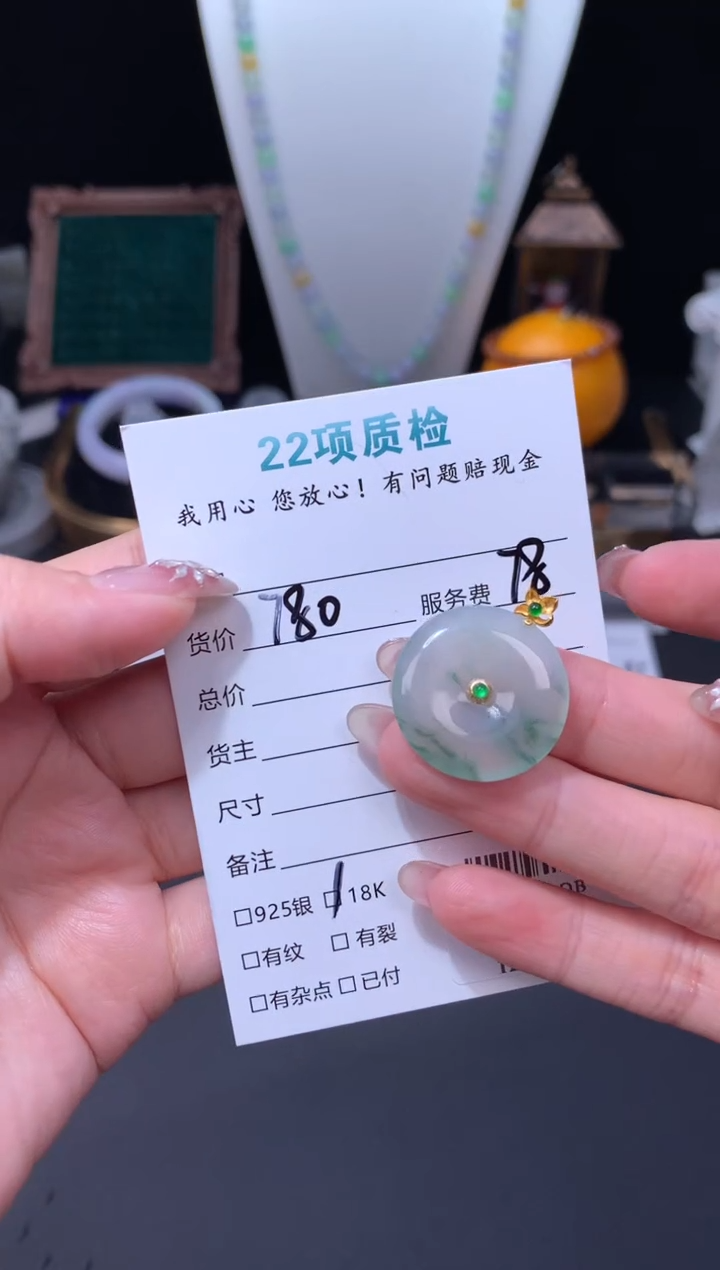 22项质检
我用心 您放心！有问题赔现金
货价 780 服务费 78
总价
货主
尺寸
备注
□925银 □ 18K
□有纹 □ 有裂
□有杂点 □ 已付